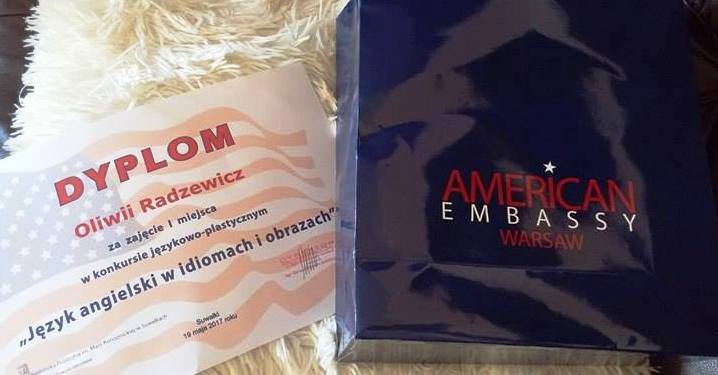 DYPLOM
Oliwii Radzewicz
za zajęcie I miejsca
w konkursie językowo-plastycznym
„Język angielski w idiomach i obrazach”
Suwałki
19 maja 2017 roku
AMERICAN
EMBASSY
WARSAW